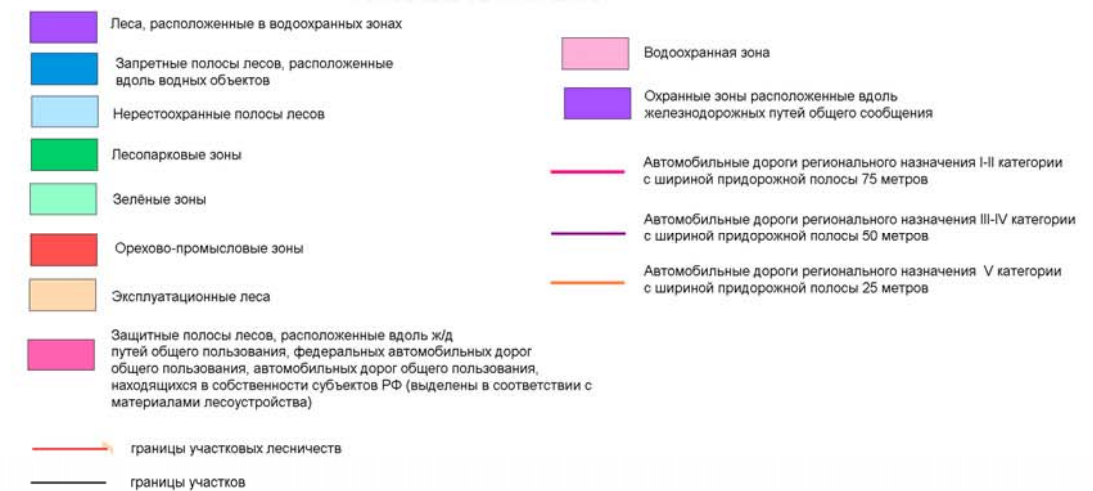 Леса, расположенные в водоохранных зонах
Запретные полосы лесов, расположенные
вдоль водных объектов
Нерестоохранные полосы лесов
Лесопарковые зоны
Зелёные зоны
Орехово-промысловые зоны
Эксплуатационные леса
Защитные полосы лесов, расположенные вдоль ж/д
путей общего пользования, федеральных автомобильных дорог
общего пользования, автомобильных дорог общего пользования,
находящихся в собственности субъектов РФ (выделены в соответствии с
материалами лесоустройства)
границы участковых лесничеств
границы участков
Водоохранная зона
Охранные зоны расположенные вдоль
железнодорожных путей общего сообщения
Автомобильные дороги регионального назначения I-II категории
с шириной придорожной полосы 75 метров
Автомобильные дороги регионального назначения III-IV категории
с шириной придорожной полосы 50 метров
Автомобильные дороги регионального назначения V категории
с шириной придорожной полосы 25 метров